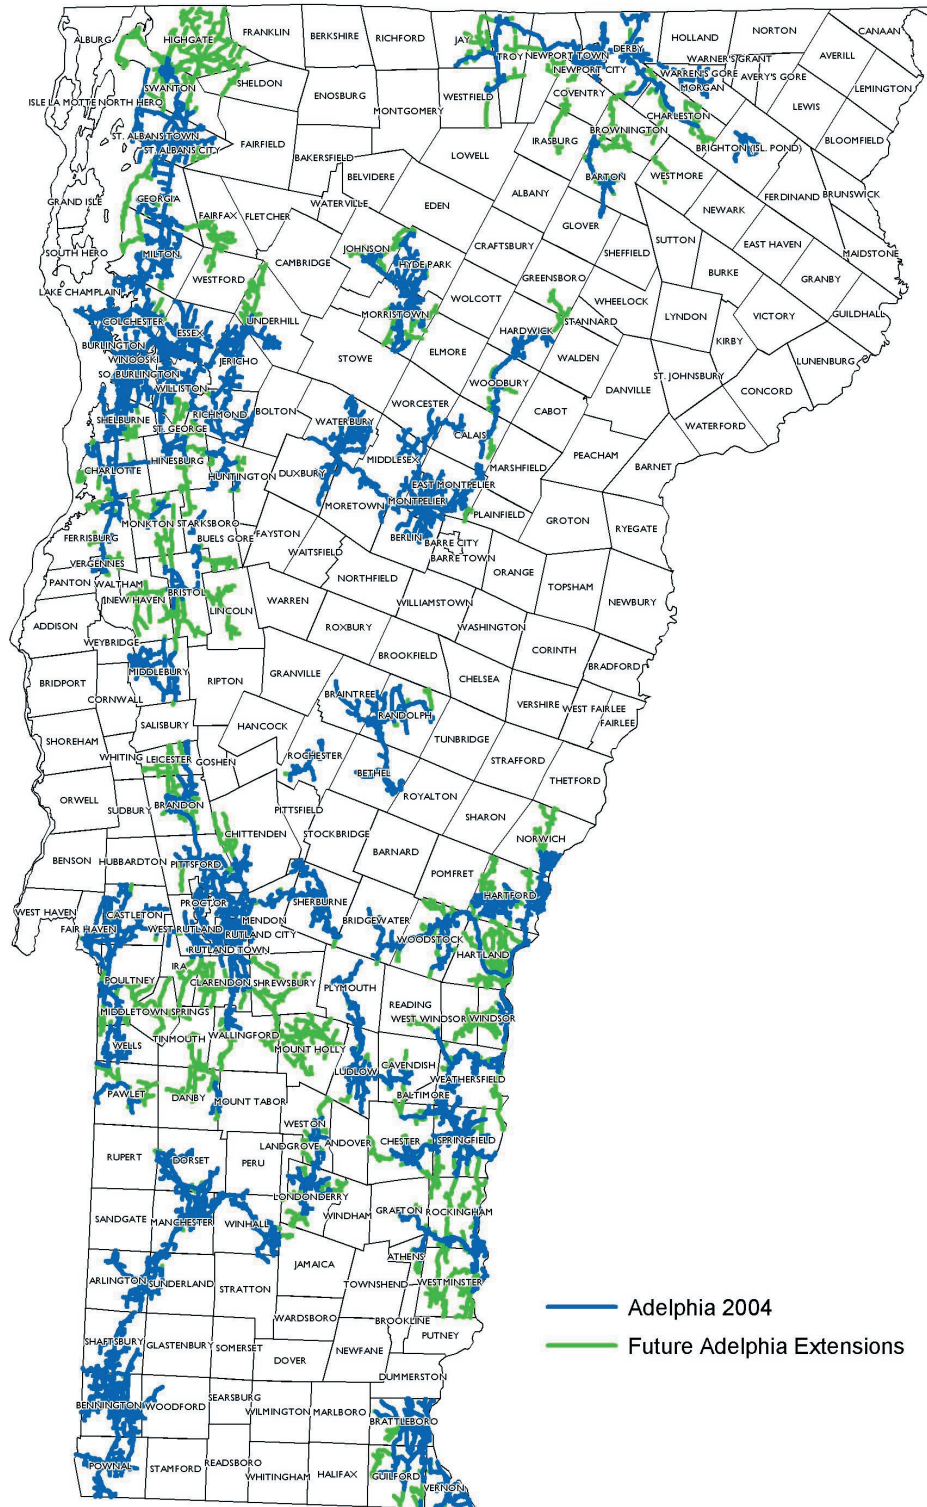 ALBURG
HIGHGATE
FRANKLIN
BERKSHIRE
RICHFORD
JAY
TROY
NEWPORT TOWN
DERBY
NEWPORT CITY
HOLLAND
NORTON
CANAAN
WARNER'S GRANT
AVERILL
WARREN'S GORE
AVERY'S GORE
LEMINGTON
MORGAN
SWANTON
SHELDON
ENOSBURG
MONTGOMERY
WESTFIELD
COVENTRY
CHARLESTON
LEWIS
ISLE LA MOTTE
NORTH HERO
ST. ALBANS TOWN
ST. ALBANS CITY
FAIRFIELD
BAKERSFIELD
LOWELL
IRASBURG
BROWNINGTON
BRIGHTON (ISL. POND)
BLOOMFIELD
BELVIDERE
BARTON
WESTMORE
GRAND ISLE
GEORGIA
FAIRFAX
FLETCHER
WATERVILLE
EDEN
ALBANY
GLOVER
NEWARK
FERDINAND
BRUNSWICK
SOUTH HERO
MILTON
WESTFORD
CAMBRIDGE
JOHNSON
HYDE PARK
CRAFTSBURY
SHEFFIELD
SUTTON
EAST HAVEN
MAIDSTONE
LAKE CHAMPLAIN
GREENSBORO
BURKE
GRANBY
COLCHESTER
ESSEX
UNDERHILL
MORRISTOWN
WOLCOTT
WHEELOCK
STANNARD
LYNDON
VICTORY
GUILDHALL
BURLINGTON
WINOOSKI
JERICHO
STOWE
ELMORE
HARDWICK
WALDEN
KIRBY
LUNENBURG
SO. BURLINGTON
WILLISTON
WOODBURY
DANVILLE
ST. JOHNSBURY
CONCORD
SHELBURNE
ST. GEORGE
RICHMOND
BOLTON
WATERBURY
WORCESTER
CALAIS
CABOT
WATERFORD
CHARLOTTE
HINESBURG
HUNTINGTON
DUXBURY
MIDDLESEX
MARSHFIELD
PEACHAM
BARNET
EAST MONTPELIER
MONTPELIER
MORETOWN
PLAINFIELD
GROTON
RYEGATE
FERRISBURG
MONKTON
STARKSBORO
BUELS GORE
FAYSTON
BERLIN
BARRE CITY
BARRE TOWN
WAITSFIELD
VERGENNES
PANTON
WALTHAM
NEW HAVEN
BRISTOL
LINCOLN
WARREN
NORTHFIELD
ORANGE
TOPSHAM
NEWBURY
WILLIAMSTOWN
ADDISON
WEYBRIDGE
ROXBURY
WASHINGTON
CORINTH
BROOKFIELD
BRADFORD
BRIDPORT
CORNWALL
MIDDLEBURY
RIPTON
GRANVILLE
CHELSEA
BRAINTREE
RANDOLPH
VERSHIRE
WEST FAIRLEE
FAIRLEE
SHOREHAM
SALISBURY
HANCOCK
TUNBRIDGE
WHITING
LEICESTER
GOSHEN
ROCHESTER
BETHEL
STRAFFORD
THETFORD
ORWELL
SUDBURY
BRANDON
PITTSFIELD
ROYALTON
SHARON
CHITTENDEN
STOCKBRIDGE
NORWICH
BENSON
HUBBARDTON
PITTSFORD
BARNARD
POMFRET
WEST HAVEN
CASTLETON
PROCTOR
MENDON
SHERBURNE
BRIDGEWATER
HARTFORD
FAIR HAVEN
WEST RUTLAND
RUTLAND CITY
RUTLAND TOWN
WOODSTOCK
HARTLAND
POULTNEY
IRA
CLARENDON
SHREWSBURY
PLYMOUTH
READING
MIDDLETOWN SPRINGS
WEST WINDSOR
WINDSOR
WELLS
TINMOUTH
WALLINGFORD
MOUNT HOLLY
LUDLOW
CAVENDISH
WEATHERSFIELD
PAWLET
DANBY
MOUNT TABOR
BALTIMORE
WESTON
LANDGROVE
ANDOVER
CHESTER
SPRINGFIELD
RUPERT
DORSET
PERU
LONDONDERRY
SANDGATE
MANCHESTER
WINHALL
WINDHAM
GRAFTON
ROCKINGHAM
ARLINGTON
SUNDERLAND
STRATTON
JAMAICA
ATHENS
TOWNSHEND
WESTMINSTER
WARDSBORO
BROOKLINE
PUTNEY
SHAFTSBURY
GLASTENBURY
SOMERSET
DOVER
NEWFANE
DUMMERSTON
BENNINGTON
WOODFORD
SEARSBURG
WILMINGTON
MARLBORO
BRATTLEBORO
POWNAL
STAMFORD
READSBORO
WHITINGHAM
HALIFAX
GUILFORD
VERNON
Adelphia 2004
Future Adelphia Extensions